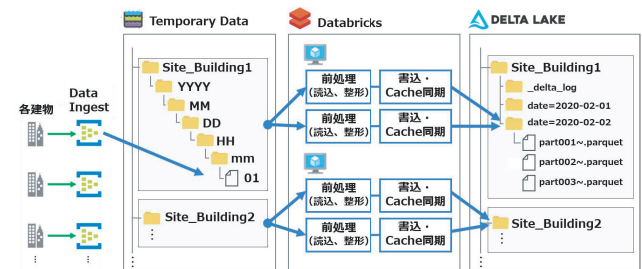 Temporary Data
Databricks
DELTA LAKE
各建物
Data
Ingest
Site_Building1
YYYY
MM
DD
HH
mm
01
Site_Building2
前処理
(読込、整形)
書込・
Cache同期
前処理
(読込、整形)
書込・
Cache同期
前処理
(読込、整形)
書込・
Cache同期
前処理
(読込、整形)
書込・
Cache同期
Site_Building1
_delta_log
date=2020-02-01
date=2020-02-02
part001~.parquet
part002~.parquet
part003~.parquet
Site_Building2